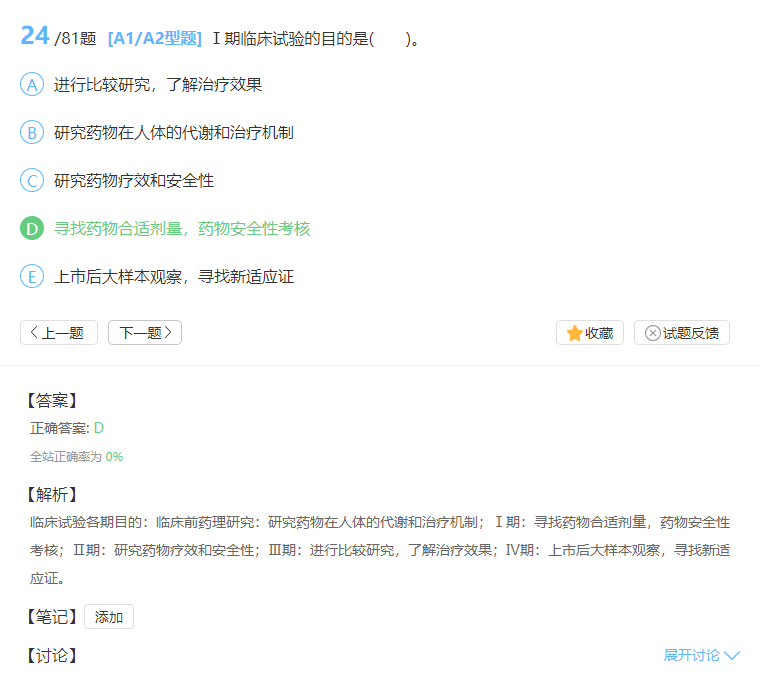 24 /81题 [A1/A2型题] Ⅰ期临床试验的目的是(　　)。
A 进行比较研究，了解治疗效果
B 研究药物在人体的代谢和治疗机制
C 研究药物疗效和安全性
D 寻找药物合适剂量，药物安全性考核
E 上市后大样本观察，寻找新适应证
上一题 下一题 收藏 试题反馈
【答案】
正确答案: D
全站正确率为 0%
【解析】
临床试验各期目的：临床前药理研究：研究药物在人体的代谢和治疗机制；Ⅰ期：寻找药物合适剂量，药物安全性
考核；Ⅱ期：研究药物疗效和安全性；Ⅲ期：进行比较研究，了解治疗效果；Ⅳ期：上市后大样本观察，寻找新适
应证。
【笔记】 添加
【讨论】 展开讨论